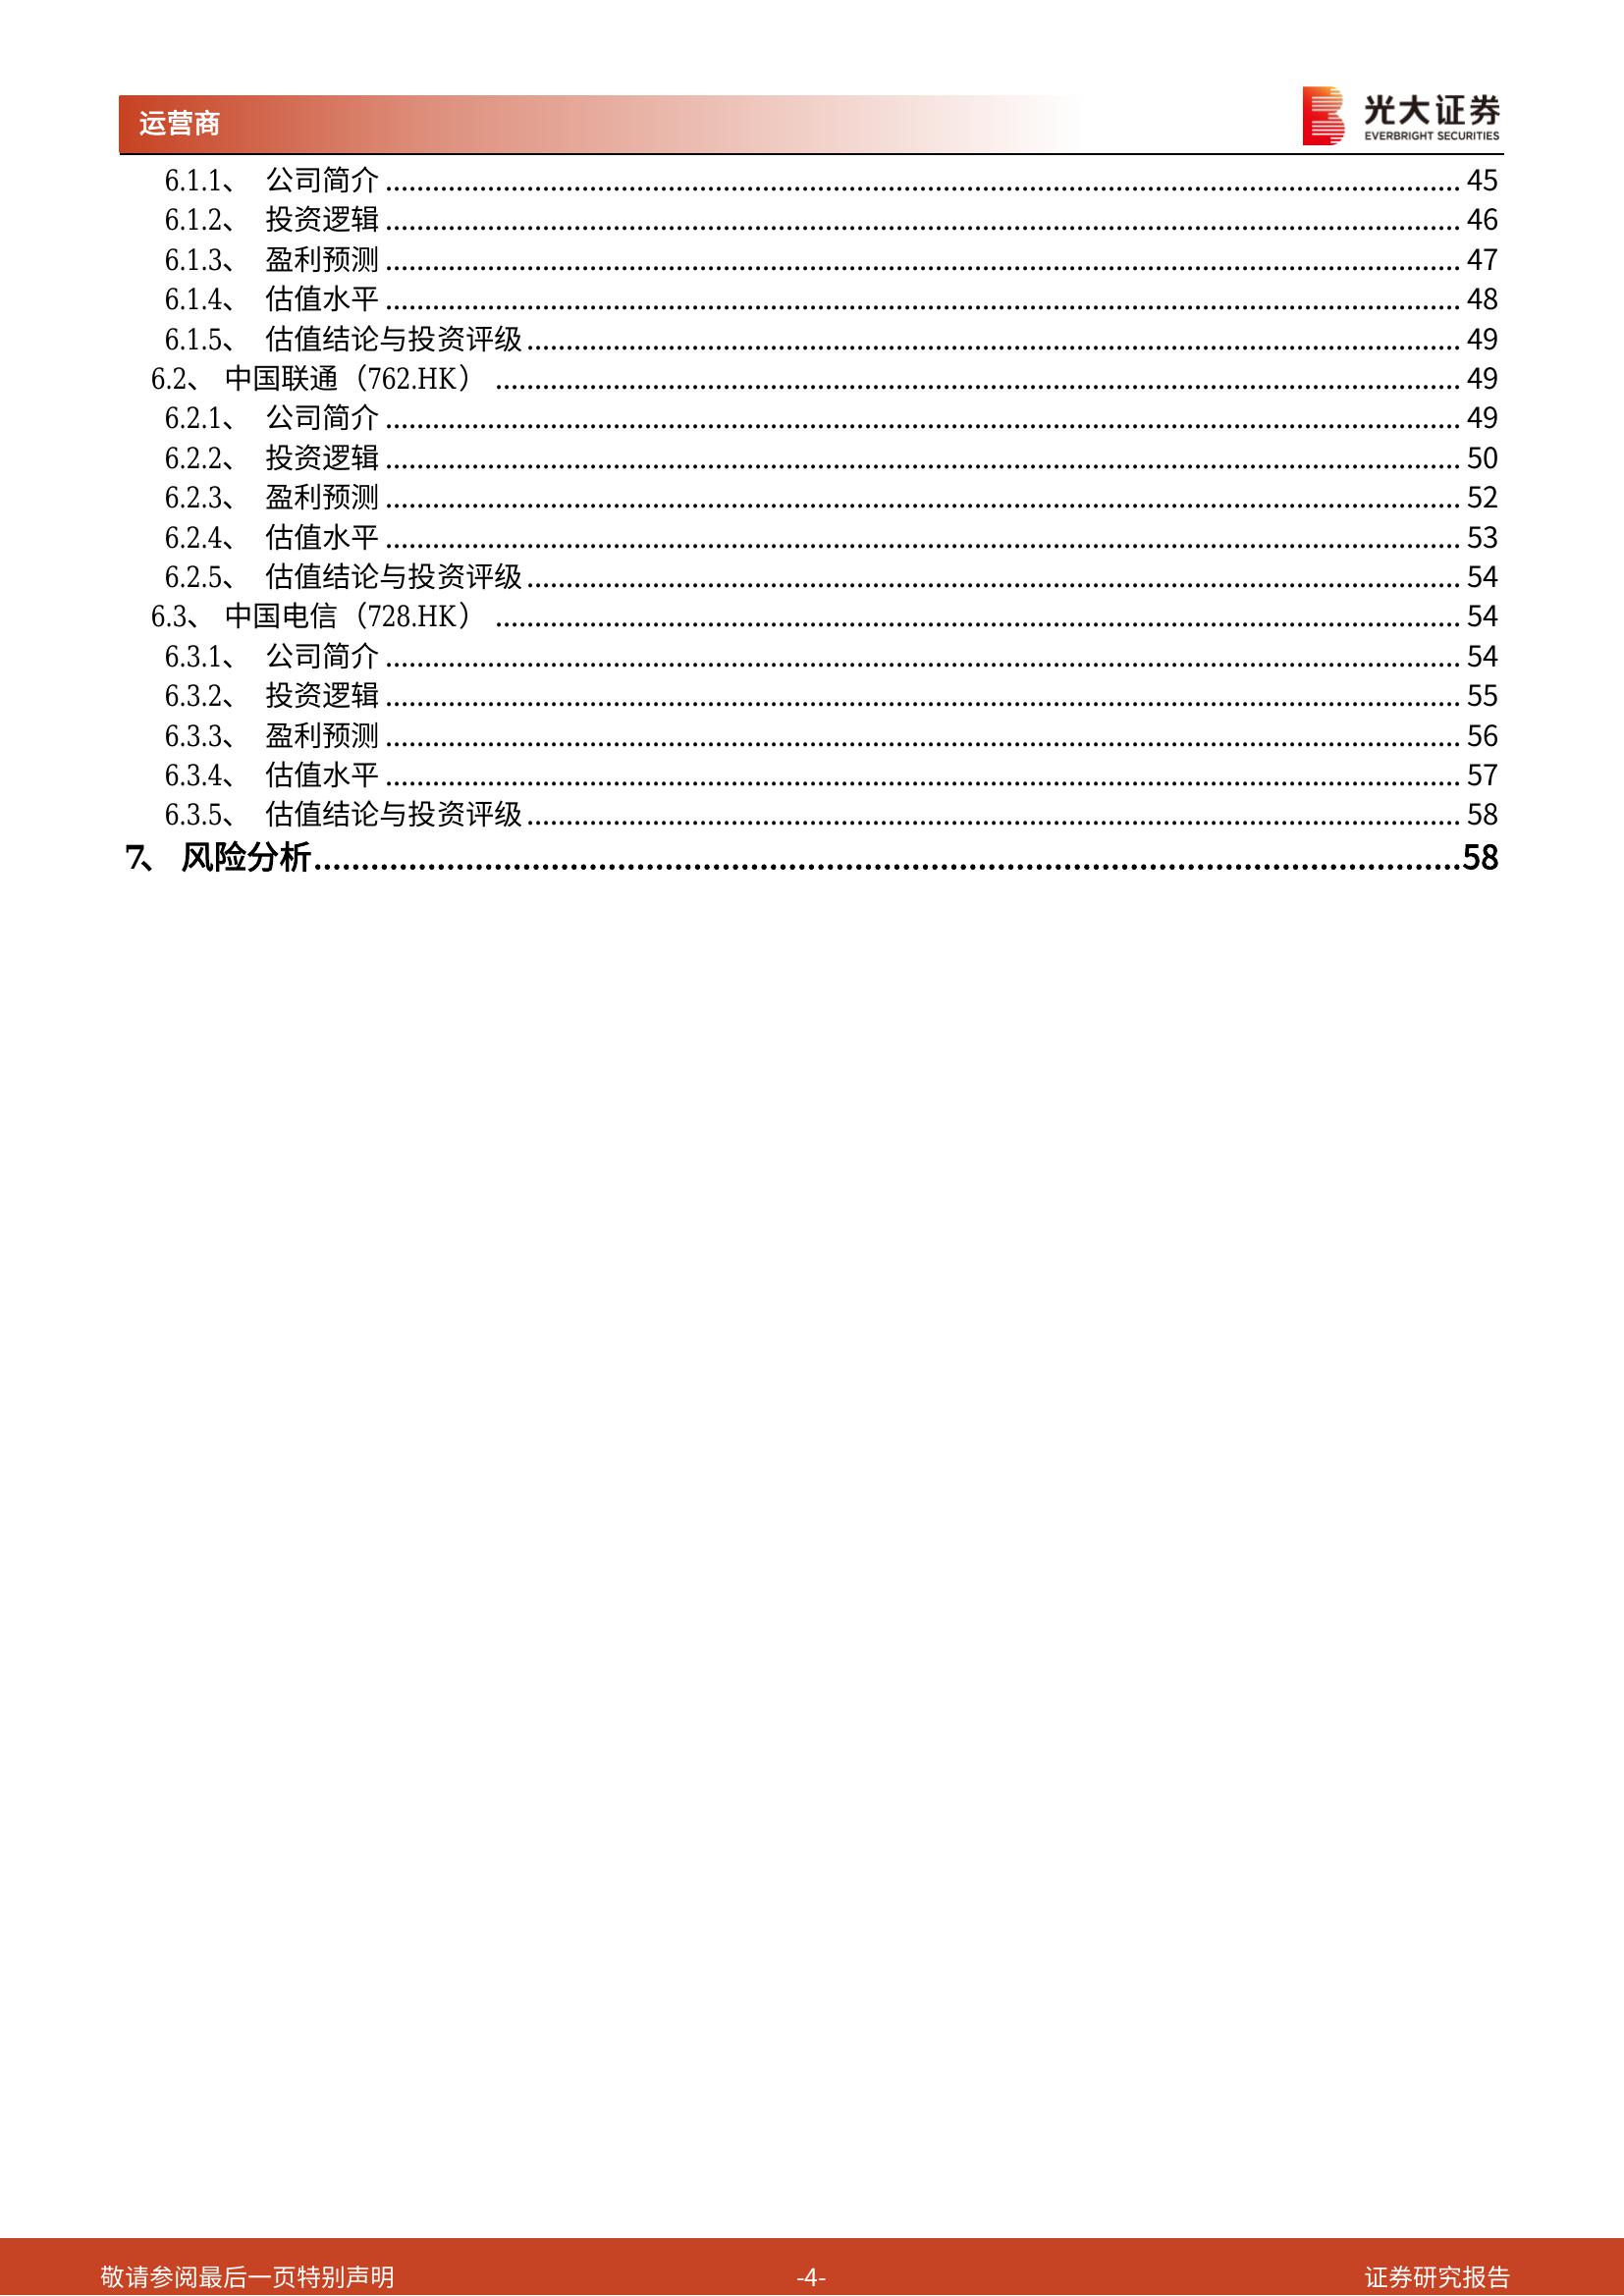 运营商
光大证券
EVERBRIGHT SECURITIES
6.1.1、 公司简介 ........ 45
6.1.2、 投资逻辑 ........ 46
6.1.3、 盈利预测 ........ 47
6.1.4、 估值水平 ........ 48
6.1.5、 估值结论与投资评级 ........ 49
6.2、 中国联通（762.HK） ........ 49
6.2.1、 公司简介 ........ 49
6.2.2、 投资逻辑 ........ 50
6.2.3、 盈利预测 ........ 52
6.2.4、 估值水平 ........ 53
6.2.5、 估值结论与投资评级 ........ 54
6.3、 中国电信（728.HK） ........ 54
6.3.1、 公司简介 ........ 54
6.3.2、 投资逻辑 ........ 55
6.3.3、 盈利预测 ........ 56
6.3.4、 估值水平 ........ 57
6.3.5、 估值结论与投资评级 ........ 58
7、 风险分析 ........ 58
敬请参阅最后一页特别声明 -4- 证券研究报告